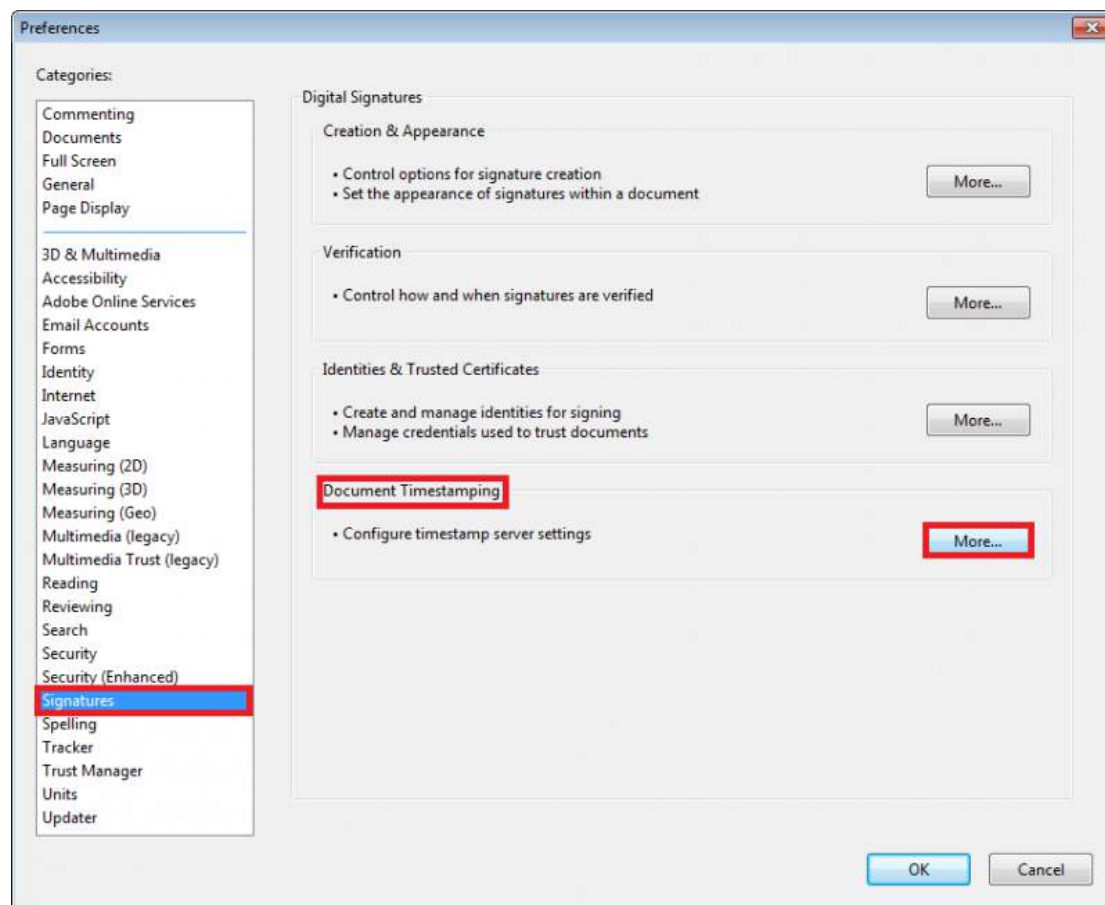 Preferences
Categories:
Commenting
Documents
Full Screen
General
Page Display
3D & Multimedia
Accessibility
Adobe Online Services
Email Accounts
Forms
Identity
Internet
JavaScript
Language
Measuring (2D)
Measuring (3D)
Measuring (Geo)
Multimedia (legacy)
Multimedia Trust (legacy)
Reading
Reviewing
Search
Security
Security (Enhanced)
Signatures
Spelling
Tracker
Trust Manager
Units
Updater
Digital Signatures
Creation & Appearance
• Control options for signature creation
• Set the appearance of signatures within a document
More...
Verification
• Control how and when signatures are verified
More...
Identities & Trusted Certificates
• Create and manage identities for signing
• Manage credentials used to trust documents
More...
Document Timestamping
• Configure timestamp server settings
More...
OK
Cancel